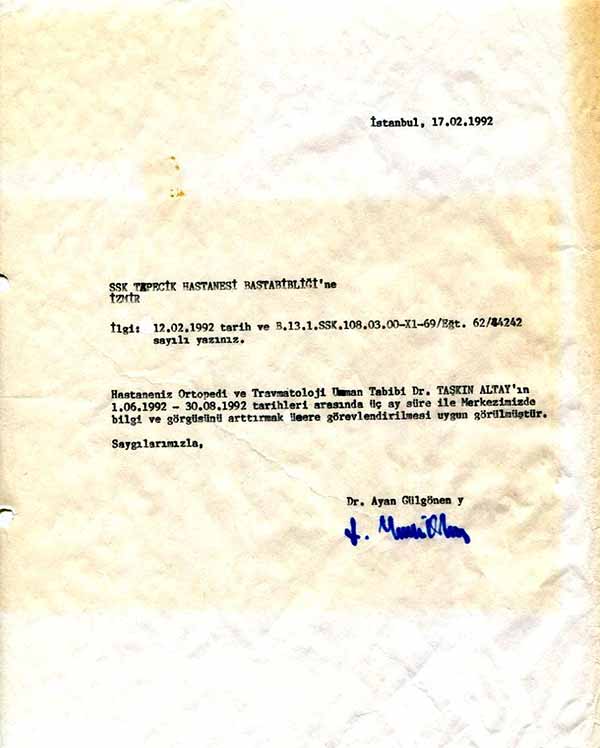 İstanbul, 17.02.1992
SSK TEPECİK HASTANESİ BASTABİBLİĞİ'ne
İZMİR
İlgi: 12.02.1992 tarih ve B.13.1.SSK.108.03.00-X1-69/Eğt. 62/84242
sayılı yazınız.
Hastaneniz Ortopedi ve Travmatoloji Uzman Tabibi Dr. TAŞKIN ALTAY'ın
1.06.1992 - 30.08.1992 tarihleri arasında üç ay süre ile Merkezimizde
bilgi ve görgüsünü arttırmak üzere görevlendirilmesi uygun görülmüştür.
Saygılarımızla,
Dr. Ayan Gülgönen y